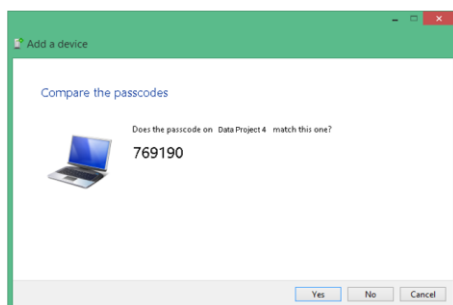 Add a device
Compare the passcodes
Does the passcode on Data Project 4 match this one?
769190
Yes No Cancel